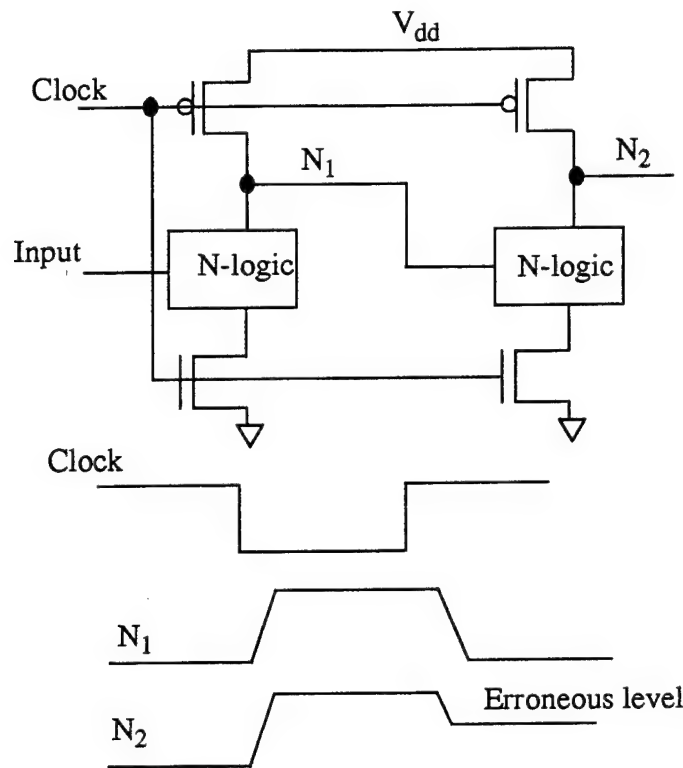 V_dd
Clock
N_1
N_2
Input
N-logic
N-logic
Clock
N_1
Erroneous level
N_2